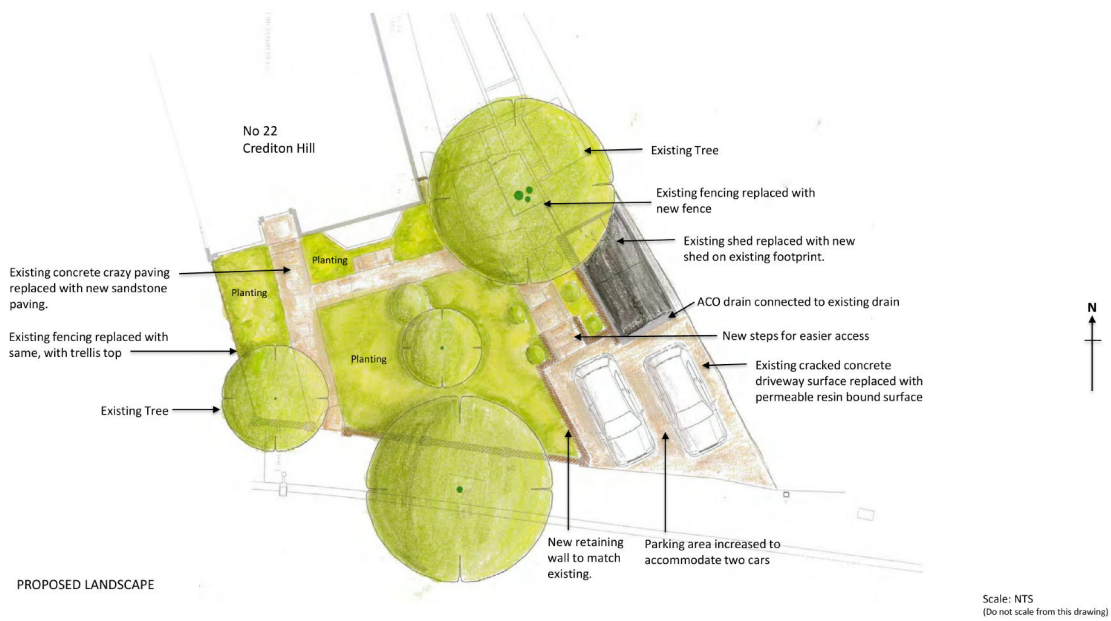 No 22
Crediton Hill
Existing Tree
Existing fencing replaced with
new fence
Existing shed replaced with new
shed on existing footprint.
ACO drain connected to existing drain
New steps for easier access
Existing cracked concrete
driveway surface replaced with
permeable resin bound surface
N
Planting
Planting
Planting
Existing concrete crazy paving
replaced with new sandstone
paving.
Existing fencing replaced with
same, with trellis top
Existing Tree
New retaining
wall to match
existing.
Parking area increased to
accommodate two cars
PROPOSED LANDSCAPE
Scale: NTS
(Do not scale from this drawing)